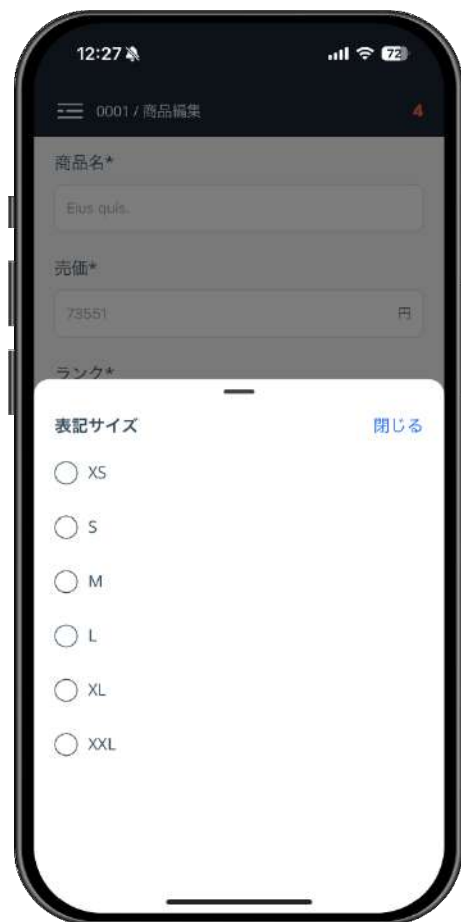 12:27
72
0001 / 商品編集
4
商品名*
Eius quis.
売価*
73551
円
ランク*
表記サイズ
閉じる
XS
S
M
L
XL
XXL